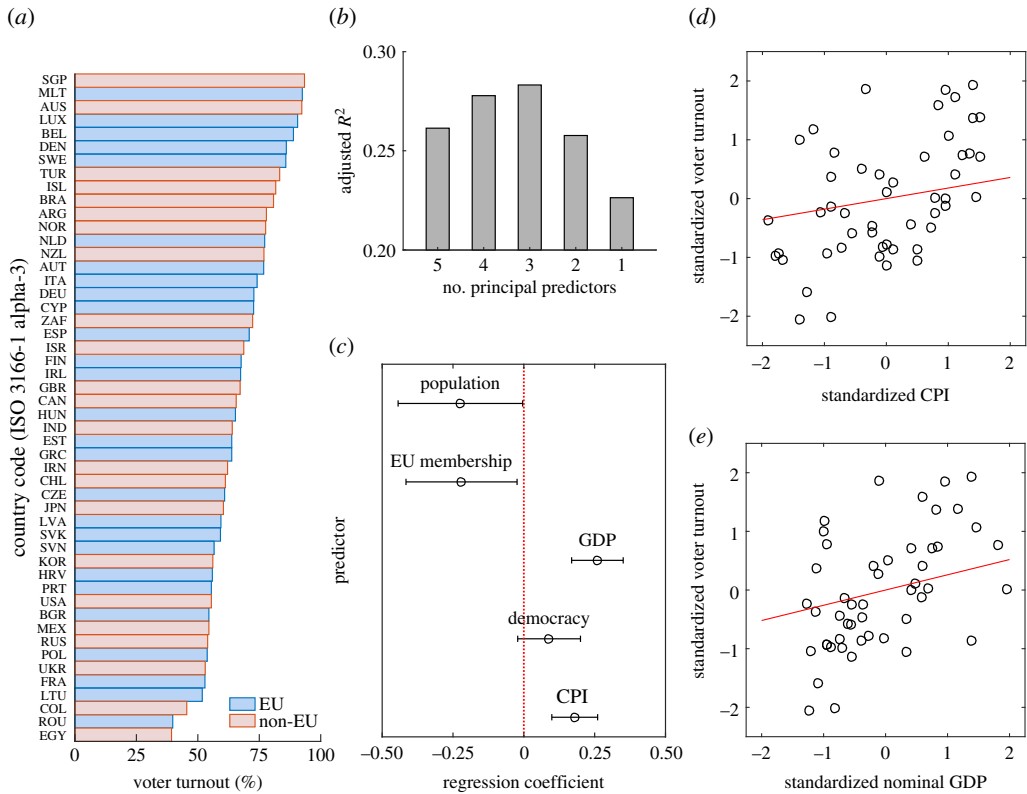 (a)
country code (ISO 3166-1 alpha-3)
SGP
MLT
AUS
LUX
BEL
DEN
SWE
TUR
ISL
BRA
ARG
NOR
NLD
NZL
AUT
ITA
DEU
CYP
ZAF
ESP
ISR
FIN
IRL
GBR
CAN
HUN
IND
EST
GRC
IRN
CHL
CZE
JPN
LVA
SVK
SVN
KOR
HRV
PRT
USA
BGR
MEX
RUS
POL
UKR
FRA
LTU
COL
ROU
EGY
EU
non-EU
0 25 50 75 100
voter turnout (%)
(b)
adjusted R²
0.30
0.25
0.20
5 4 3 2 1
no. principal predictors
(c)
predictor
population
EU membership
GDP
democracy
CPI
−0.50 −0.25 0 0.25 0.50
regression coefficient
(d)
standardized voter turnout
2
1
0
−1
−2
−2 −1 0 1 2
standardized CPI
(e)
standardized voter turnout
2
1
0
−1
−2
−2 −1 0 1 2
standardized nominal GDP